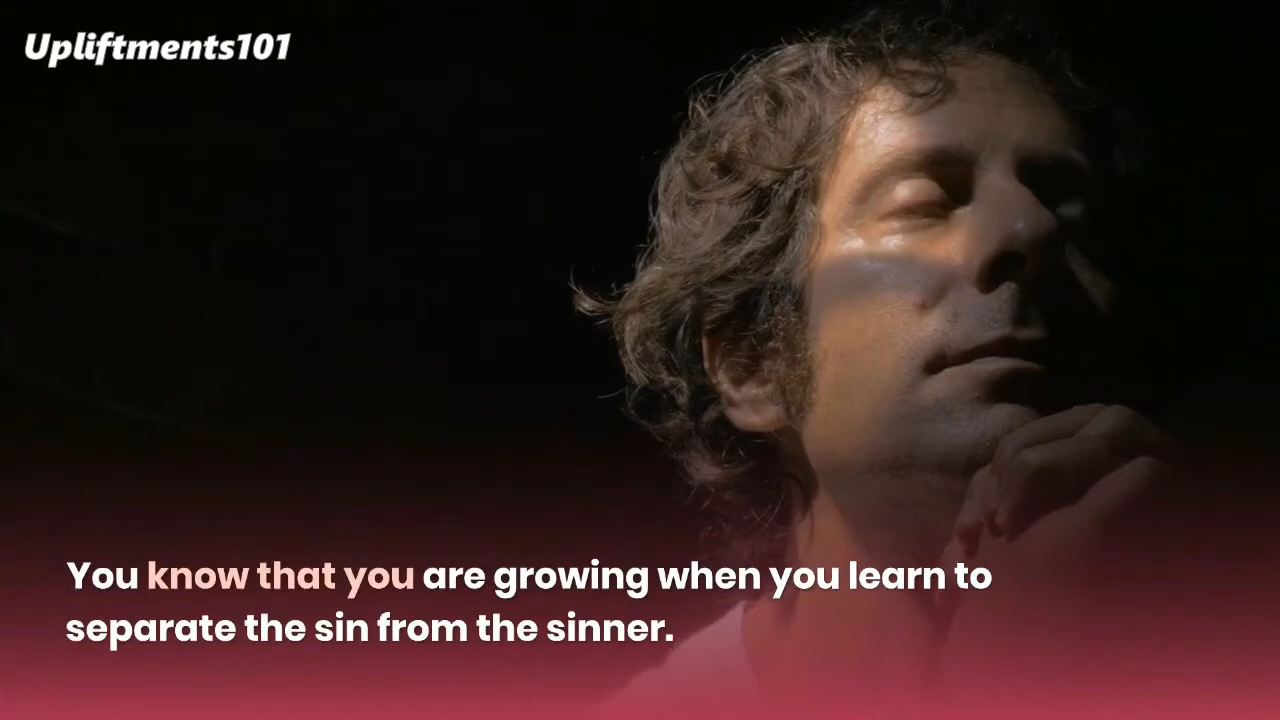 Upliftments101
You know that you are growing when you learn to
separate the sin from the sinner.